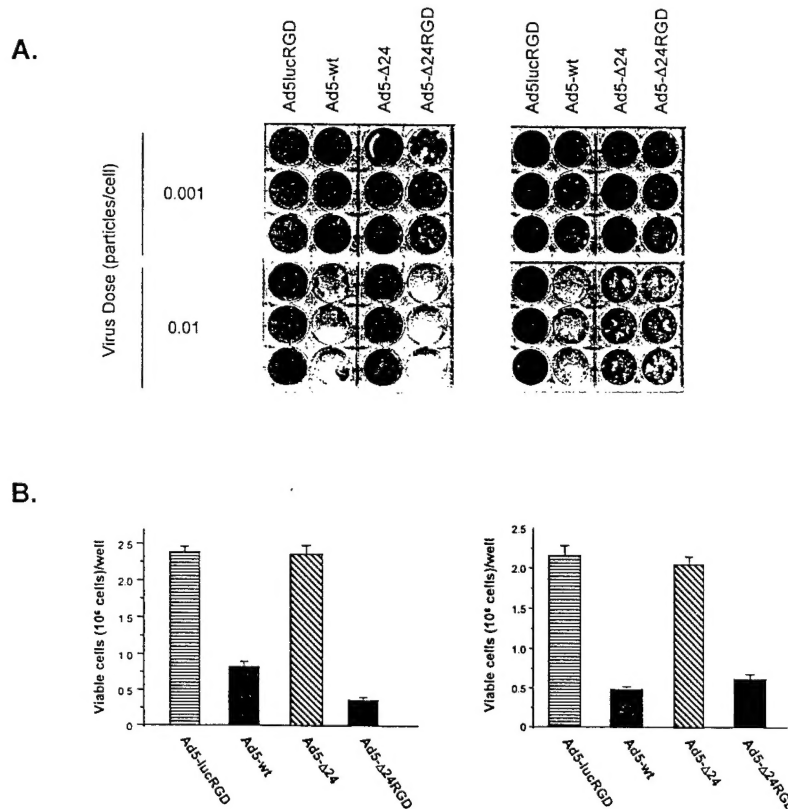 A.
Ad5lucRGD
Ad5-wt
Ad5-Δ24
Ad5-Δ24RGD
Ad5lucRGD
Ad5-wt
Ad5-Δ24
Ad5-Δ24RGD
Virus Dose (particles/cell)
0.001
0.01
B.
Viable cells (10⁶ cells)/well
2 5
2 0
1 0
0 5
0
Ad5-lucRGD
Ad5-wt
Ad5-Δ24
Ad5-Δ24RGD
Viable cells (10⁶ cells)/well
2.5
2.0
1.5
1.0
0.5
0
Ad5-lucRGD
Ad5-wt
Ad5-Δ24
Ad5-Δ24RGD